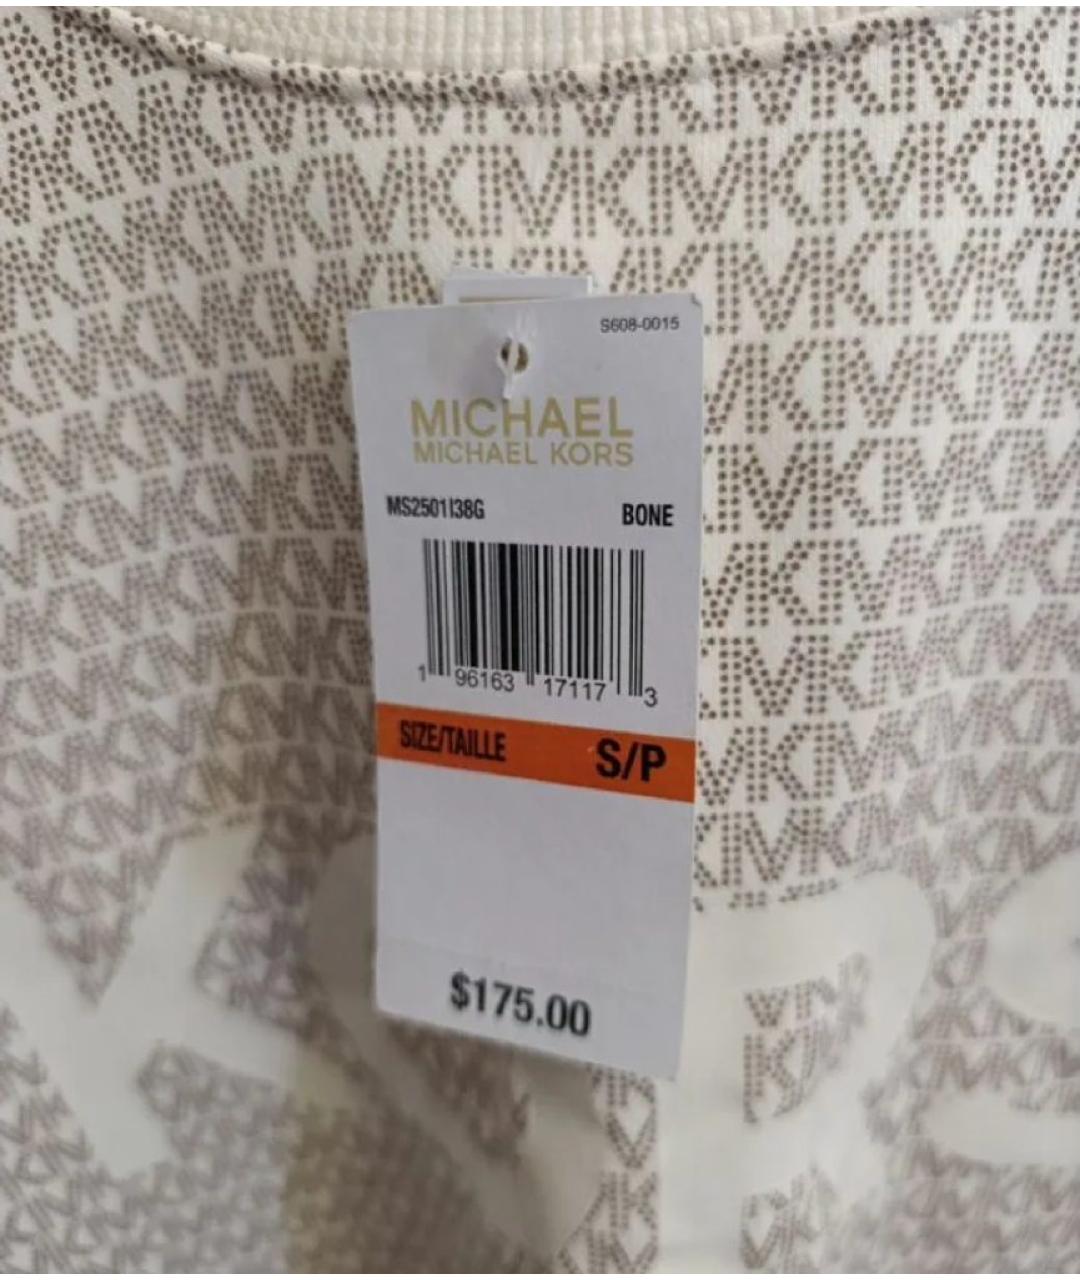 S608-0015
MICHAEL
MICHAEL KORS
MS2501I38G BONE
1 96163 17117 3
SIZE/TAILLE S/P
$175.00